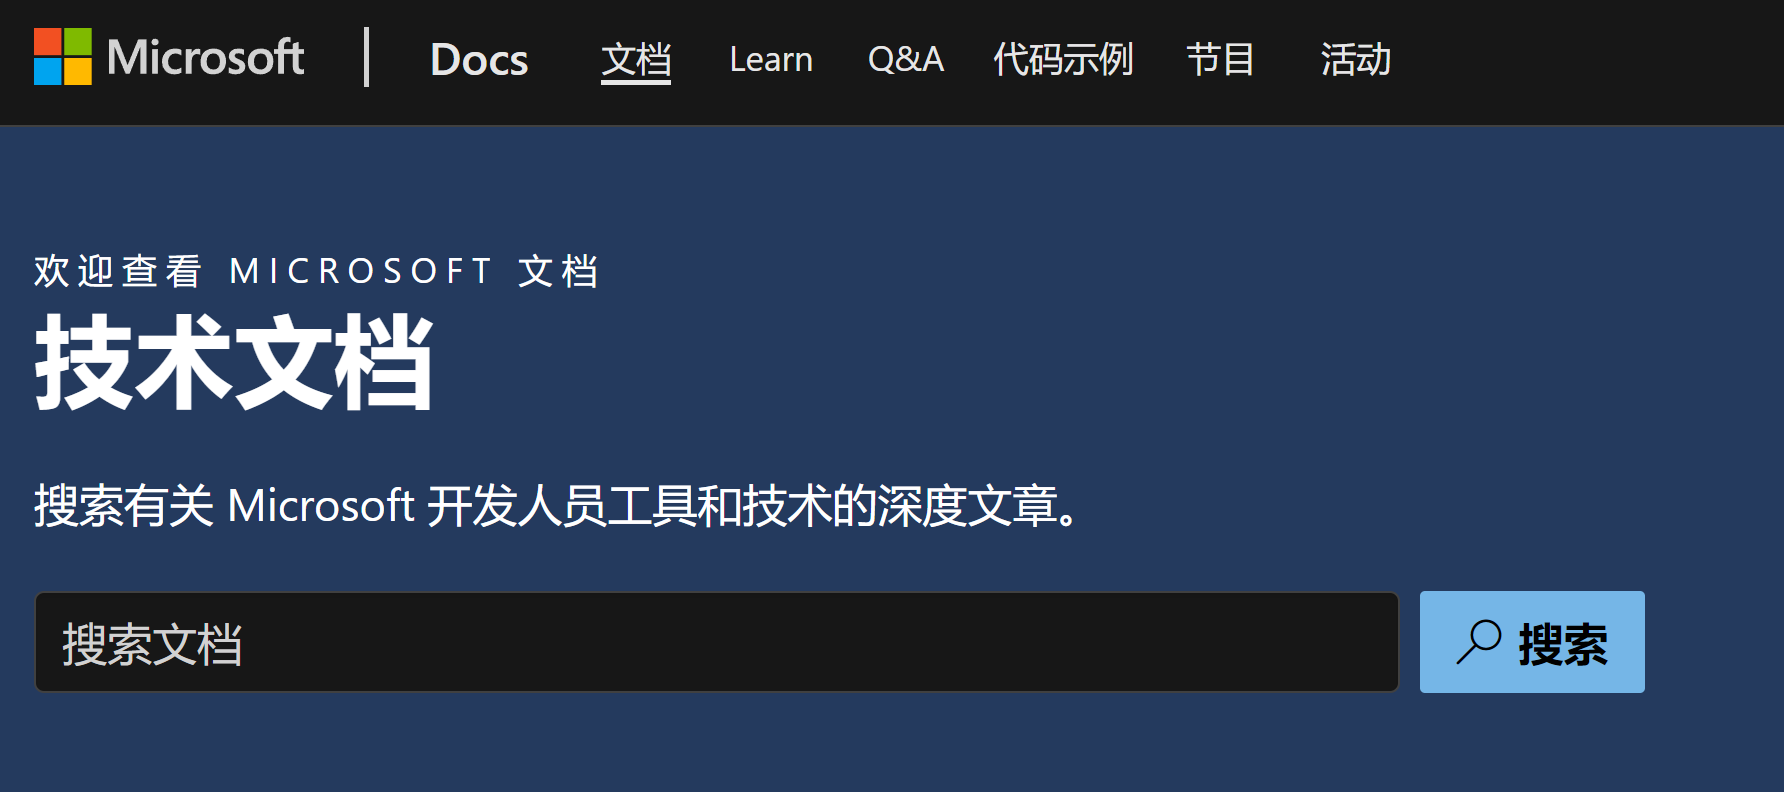 Microsoft Docs 文档 Learn Q&A 代码示例 节目 活动
欢迎查看 MICROSOFT 文档
技术文档
搜索有关 Microsoft 开发人员工具和技术的深度文章。
搜索文档 搜索